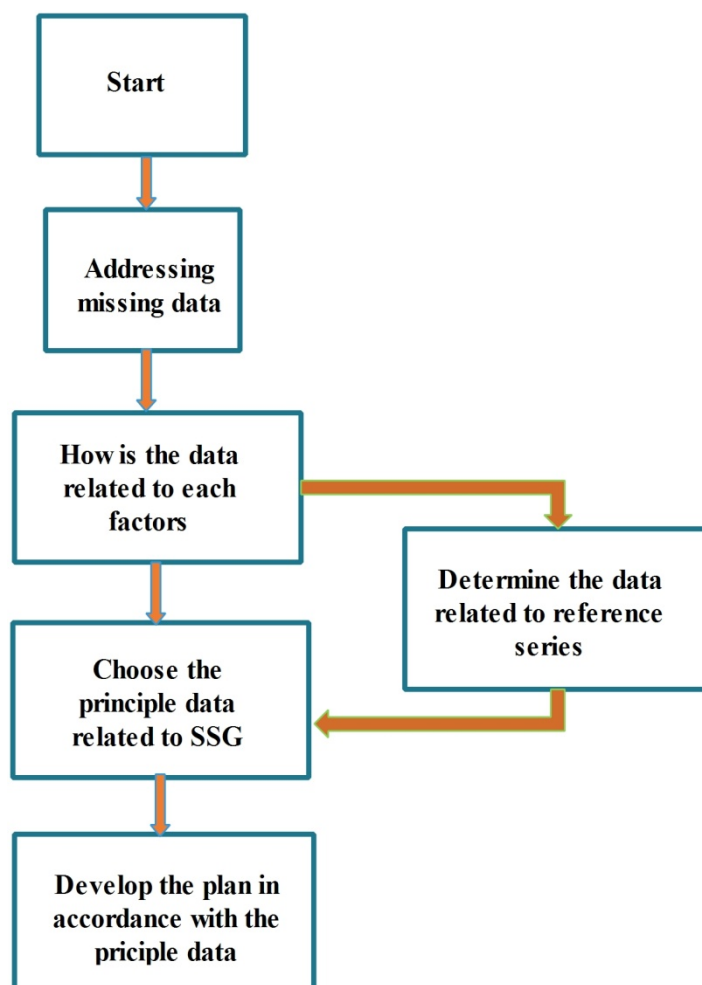 Start
Addressing
missing data
How is the data
related to each
factors
Determine the data
related to reference
series
Choose the
principle data
related to SSG
Develop the plan in
accordance with the
priciple data